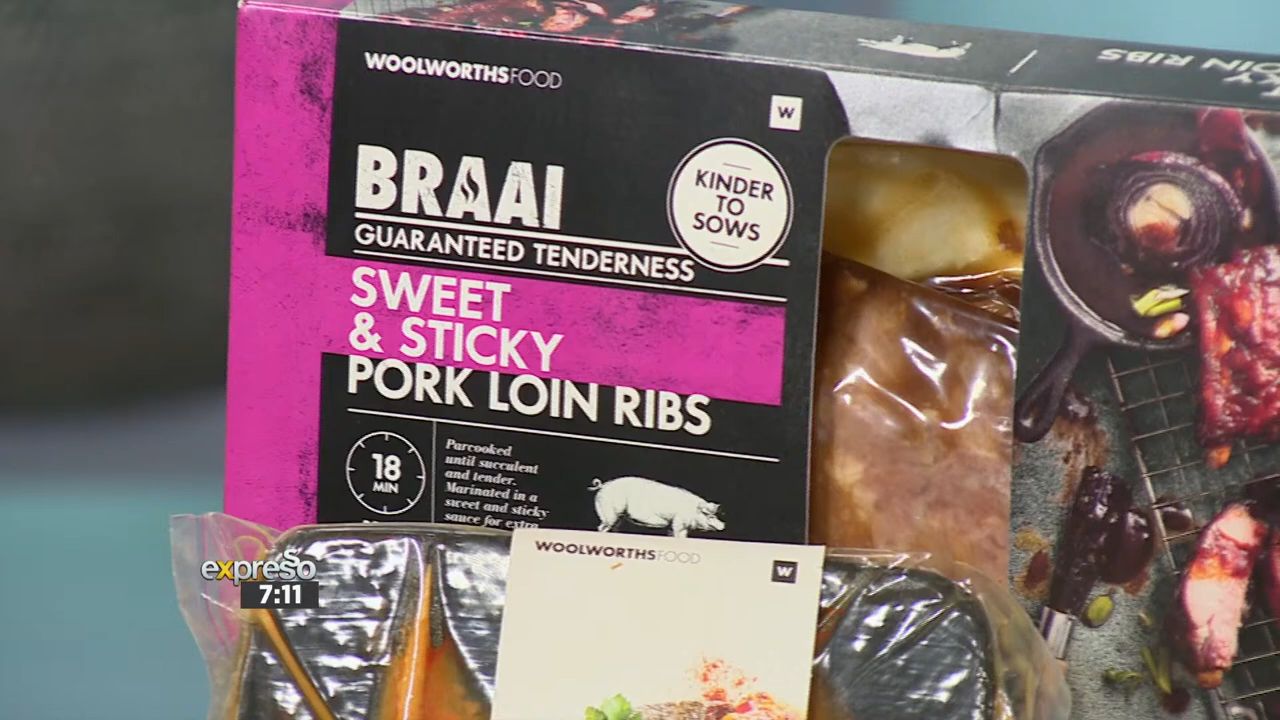 WOOLWORTHSFOOD
W
BRAAI
KINDER
TO
SOWS
GUARANTEED TENDERNESS
SWEET
& STICKY
PORK LOIN RIBS
18
MIN
Parcooked
until succulent
and tender.
Marinated in a
sweet and sticky
sauce for extra
OIN RIBS
WOOLWORTHSFOOD
W
expreso
7:11